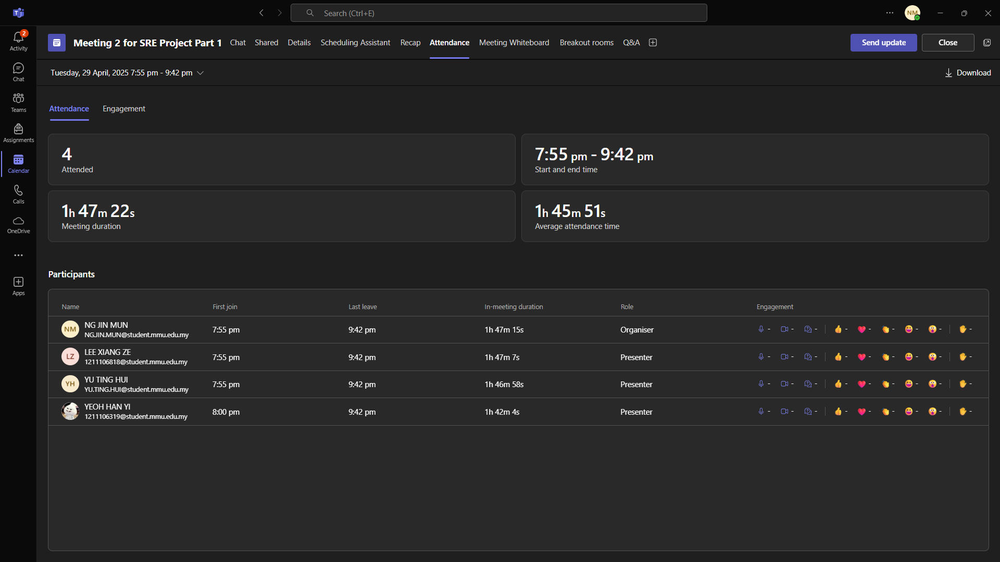 Search (Ctrl+E)
NM
2
Activity
Chat
Teams
Assignments
Calendar
Calls
OneDrive
Apps
Meeting 2 for SRE Project Part 1 Chat Shared Details Scheduling Assistant Recap Attendance Meeting Whiteboard Breakout rooms Q&A Send update Close
Tuesday, 29 April, 2025 7:55 pm - 9:42 pm Download
Attendance Engagement
4
Attended
7:55 pm - 9:42 pm
Start and end time
1h 47m 22s
Meeting duration
1h 45m 51s
Average attendance time
Participants
Name First join Last leave In-meeting duration Role Engagement
NM NG JIN MUN
NGJIN.MUN@student.mmu.edu.my
7:55 pm 9:42 pm 1h 47m 15s Organiser - - - - - - - - -
LZ LEE XIANG ZE
1211106818@student.mmu.edu.my
7:55 pm 9:42 pm 1h 47m 7s Presenter - - - - - - - - -
YH YU TING HUI
YU.TING.HUI@student.mmu.edu.my
7:55 pm 9:42 pm 1h 46m 58s Presenter - - - - - - - - -
YEOH HAN YI
1211106319@student.mmu.edu.my
8:00 pm 9:42 pm 1h 42m 4s Presenter - - - - - - - - -